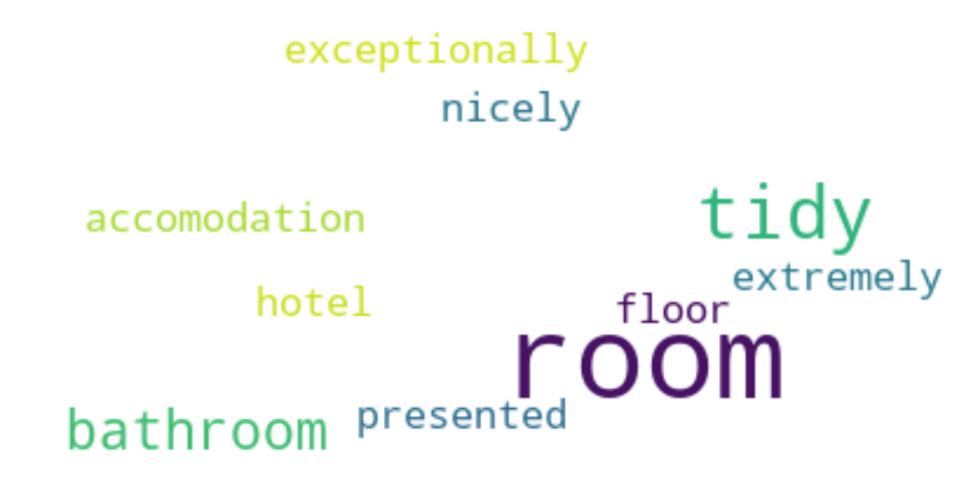 exceptionally
nicely
tidy
accomodation
extremely
hotel
floor
room
presented
bathroom